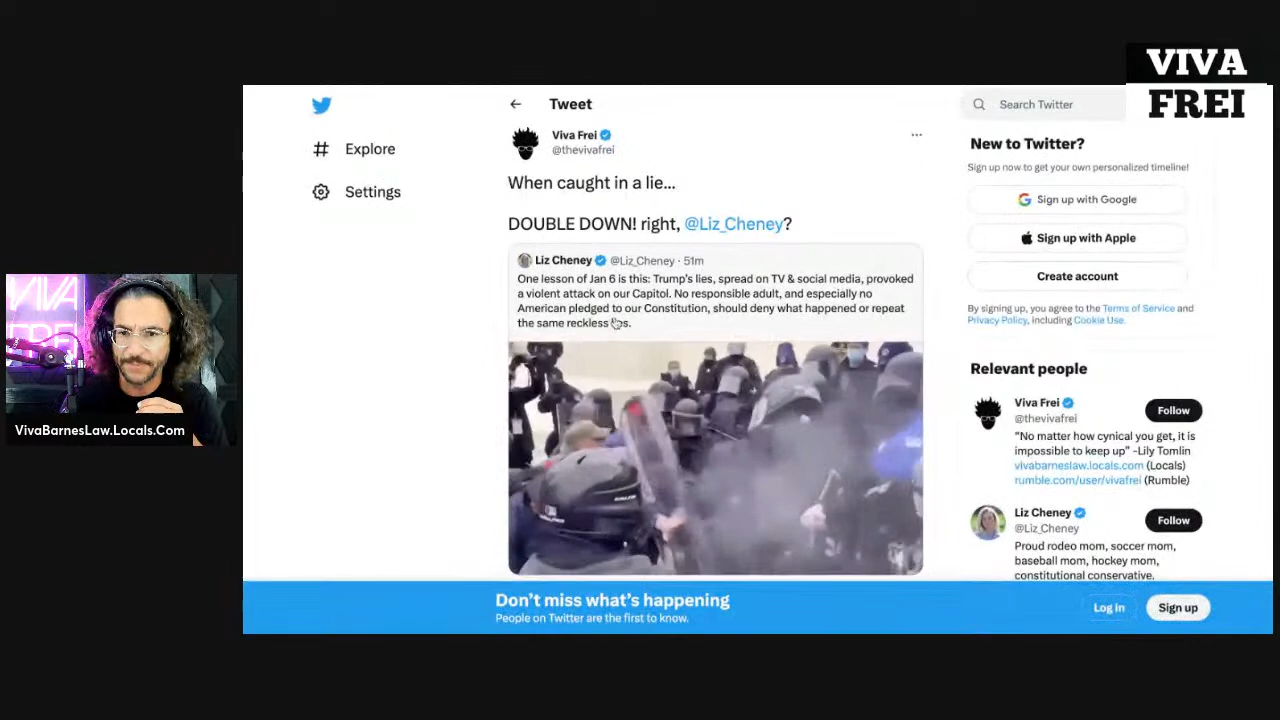 VIVA
FREI
Tweet
Search Twitter
Viva Frei
@thevivafrei
Explore
Settings
When caught in a lie...
DOUBLE DOWN! right, @Liz_Cheney?
Liz Cheney @Liz_Cheney · 51m
One lesson of Jan 6 is this: Trump's lies, spread on TV & social media, provoked
a violent attack on our Capitol. No responsible adult, and especially no
American pledged to our Constitution, should deny what happened or repeat
the same reckless
New to Twitter?
Sign up now to get your own personalized timeline!
Sign up with Google
Sign up with Apple
Create account
By signing up, you agree to the Terms of Service and
Privacy Policy, including Cookie Use.
Relevant people
Viva Frei
@thevivafrei
Follow
“No matter how cynical you get, it is
impossible to keep up” -Lily Tomlin
vivabarneslaw.locals.com (Locals)
rumble.com/user/vivafrei (Rumble)
Liz Cheney
@Liz_Cheney
Follow
Proud rodeo mom, soccer mom,
baseball mom, hockey mom,
constitutional conservative.
VIVA
VivaBarnesLaw.Locals.Com
Don't miss what's happening
People on Twitter are the first to know.
Log in
Sign up